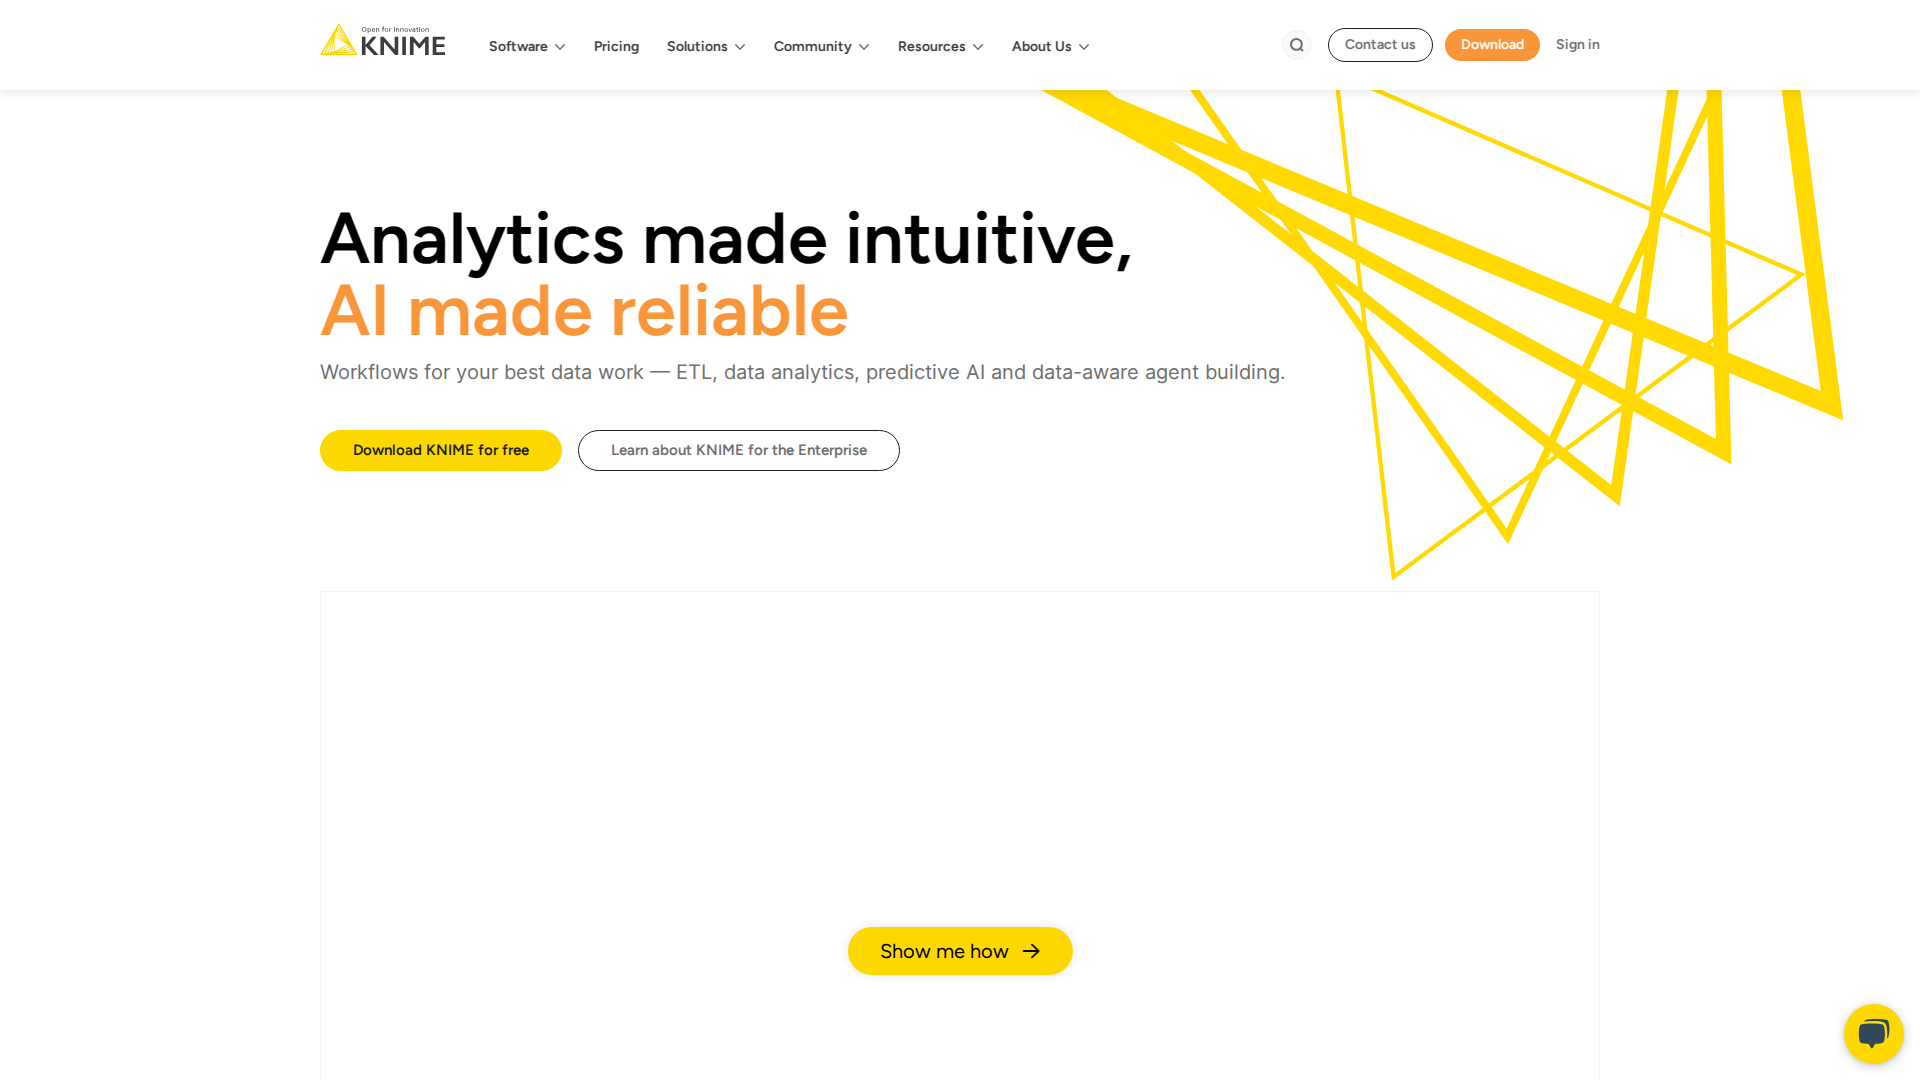 Open for Innovation
KNIME
Software
Pricing
Solutions
Community
Resources
About Us
Contact us
Download
Sign in
Analytics made intuitive,
AI made reliable
Workflows for your best data work — ETL, data analytics, predictive AI and data-aware agent building.
Download KNIME for free
Learn about KNIME for the Enterprise
Show me how